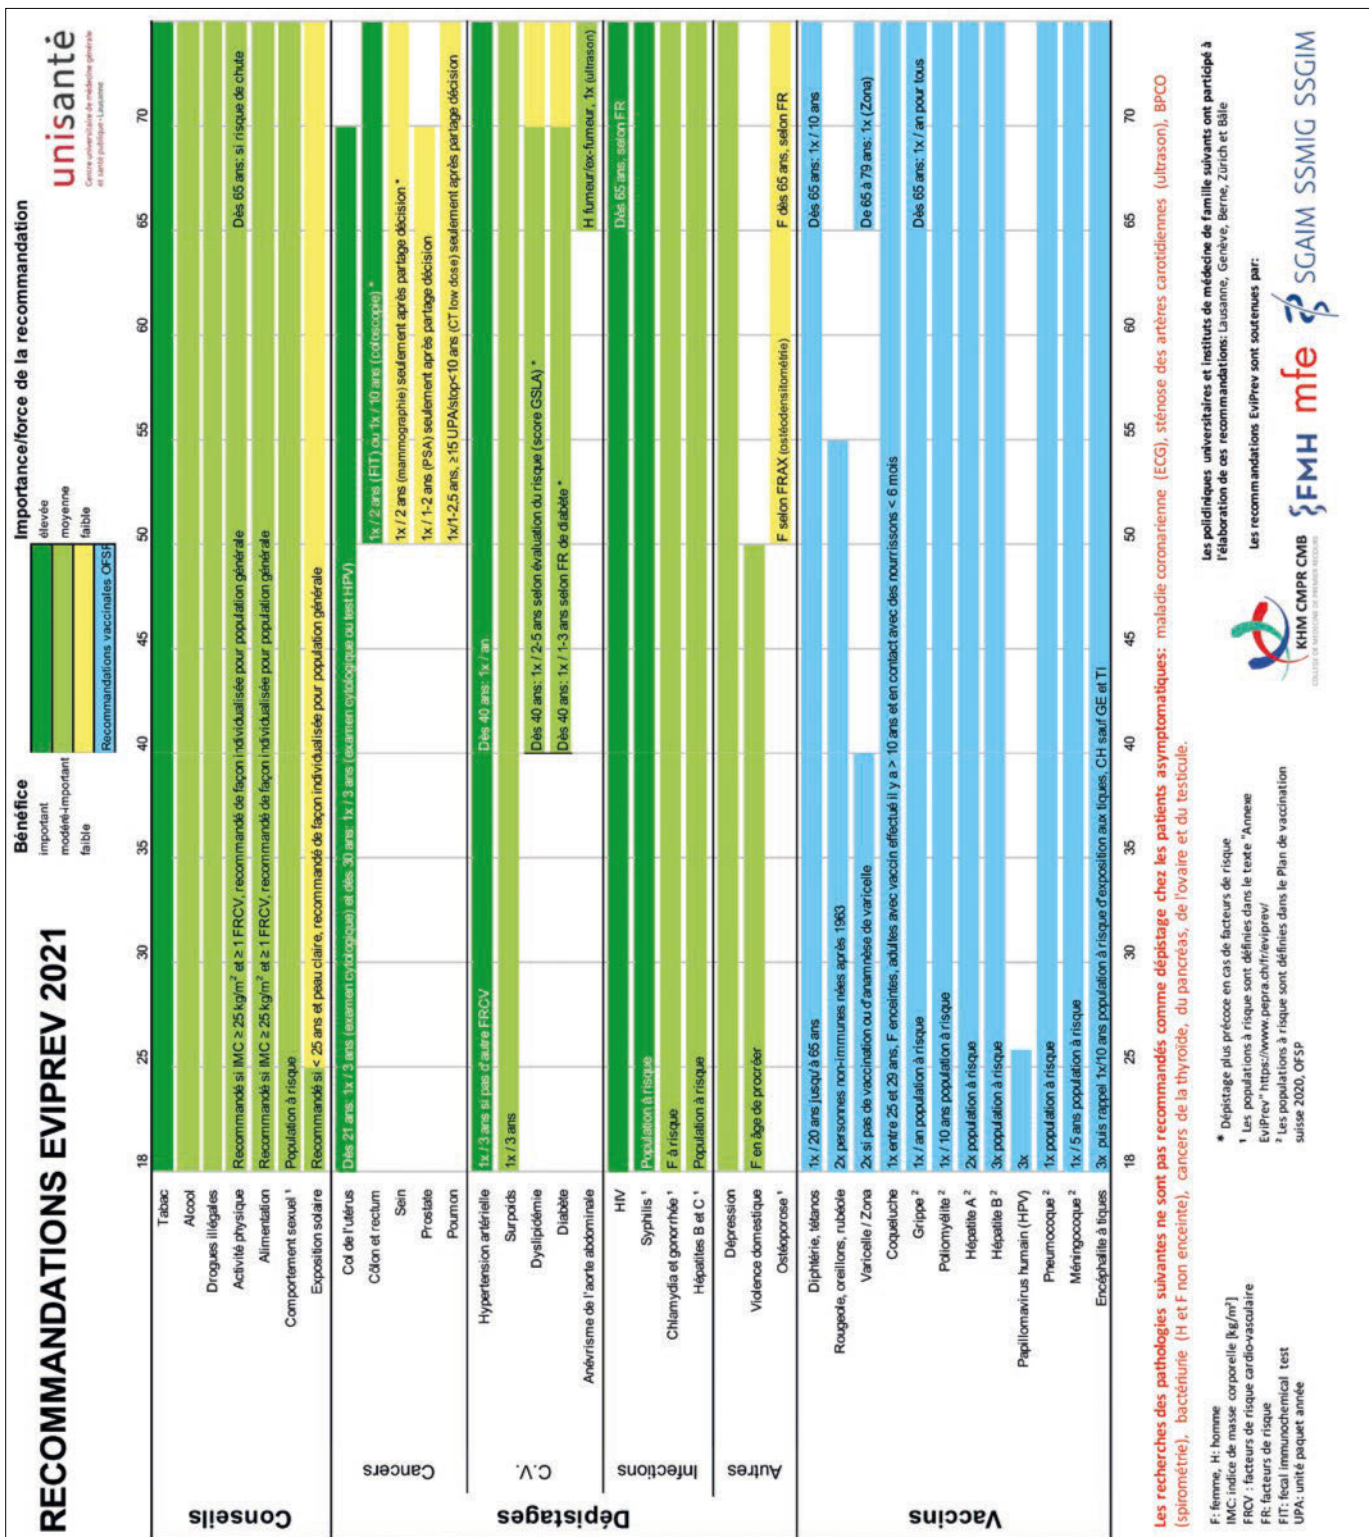 RECOMMANDATIONS EVIPREV 2021
Bénéfice
important
modéré-important
faible
Importance/force de la recommandation
élevée
moyenne
faible
Recommandations vaccinales OFSP
unisanté
Centre universitaire de médecine générale
et santé publique • Lausanne
18 25 30 35 40 45 50 55 60 65 70
Conseils
Tabac
Alcool
Drogues illégales
Activité physique Recommandé si IMC ≥ 25 kg/m² et ≥ 1 FRCV, recommandé de façon individualisée pour population générale Dès 65 ans: si risque de chute
Alimentation Recommandé si IMC ≥ 25 kg/m² et ≥ 1 FRCV, recommandé de façon individualisée pour population générale
Comportement sexuel ¹ Population à risque
Exposition solaire Recommandé si < 25 ans et peau claire, recommandé de façon individualisée pour population générale
Dépistages
Cancers
Col de l'utérus Dès 21 ans: 1x / 3 ans (examen cytologique) et dès 30 ans: 1x / 3 ans (examen cytologique ou test HPV)
Côlon et rectum 1x / 2 ans (FIT) ou 1x / 10 ans (coloscopie) *
Sein 1x / 2 ans (mammographie) seulement après partage décision *
Prostate 1x / 1-2 ans (PSA) seulement après partage décision
Poumon 1x/1-2,5 ans, ≥15 UPA/stop<10 ans (CT low dose) seulement après partage décision
C.V.
Hypertension artérielle 1x / 3 ans si pas d'autre FRCV Dès 40 ans: 1x / an
Surpoids 1x / 3 ans
Dyslipidémie Dès 40 ans: 1x / 2-5 ans selon évaluation du risque (score GSLA) *
Diabète Dès 40 ans: 1x / 1-3 ans selon FR de diabète *
Anévrisme de l'aorte abdominale H fumeur/ex-fumeur, 1x (ultrason)
Infections
HIV Dès 65 ans, selon FR
Syphilis ¹ Population à risque
Chlamydia et gonorrhée ¹ F à risque
Hépatites B et C ¹ Population à risque
Autres
Dépression
Violence domestique F en âge de procréer
Ostéoporose ¹ F selon FRAX (ostéodensitométrie) F dès 65 ans, selon FR
Vaccins
Diphtérie, tétanos 1x / 20 ans jusqu'à 65 ans Dès 65 ans: 1x / 10 ans
Rougeole, oreillons, rubéole 2x personnes non-immunes nées après 1963
Varicelle / Zona 2x si pas de vaccination ou d'anamnèse de varicelle De 65 à 79 ans: 1x (Zona)
Coqueluche 1x entre 25 et 29 ans, F enceintes, adultes avec vaccin effectué il y a > 10 ans et en contact avec des nourrissons < 6 mois
Grippe ² 1x / an population à risque Dès 65 ans: 1x / an pour tous
Poliomyélite ² 1x / 10 ans population à risque
Hépatite A ² 2x population à risque
Hépatite B ² 3x population à risque
Papillomavirus humain (HPV) 3x
Pneumocoque ² 1x population à risque
Méningocoque ² 1x / 5 ans population à risque
Encéphalite à tiques 3x puis rappel 1x/10 ans population à risque d'exposition aux tiques, CH sauf GE et TI
18 25 30 35 40 45 50 55 60 65 70
Les recherches des pathologies suivantes ne sont pas recommandés comme dépistage chez les patients asymptomatiques: maladie coronarienne (ECG), sténose des artères carotidiennes (ultrason), BPCO
(spirométrie), bactériurie (H et F non enceinte), cancers de la thyroïde, du pancréas, de l'ovaire et du testicule.
F: femme, H: homme
IMC: indice de masse corporelle [kg/m²]
FRCV : facteurs de risque cardio-vasculaire
FR: facteurs de risque
FIT: fecal immunochemical test
UPA: unité paquet année
* Dépistage plus précoce en cas de facteurs de risque
¹ Les populations à risque sont définies dans le texte "Annexe
EviPrev" https://www.pepra.ch/fr/eviprev/
² Les populations à risque sont définies dans le Plan de vaccination
suisse 2020, OFSP
Les policliniques universitaires et instituts de médecine de famille suivants ont participé à
l'élaboration de ces recommandations: Lausanne, Genève, Berne, Zürich et Bâle
Les recommandations EviPrev sont soutenues par:
KHM CMPR CMB
COLLÈGE DE MÉDECINE DE PREMIER RECOURS
FMH
mfe
SGAIM SSMIG SSGIM